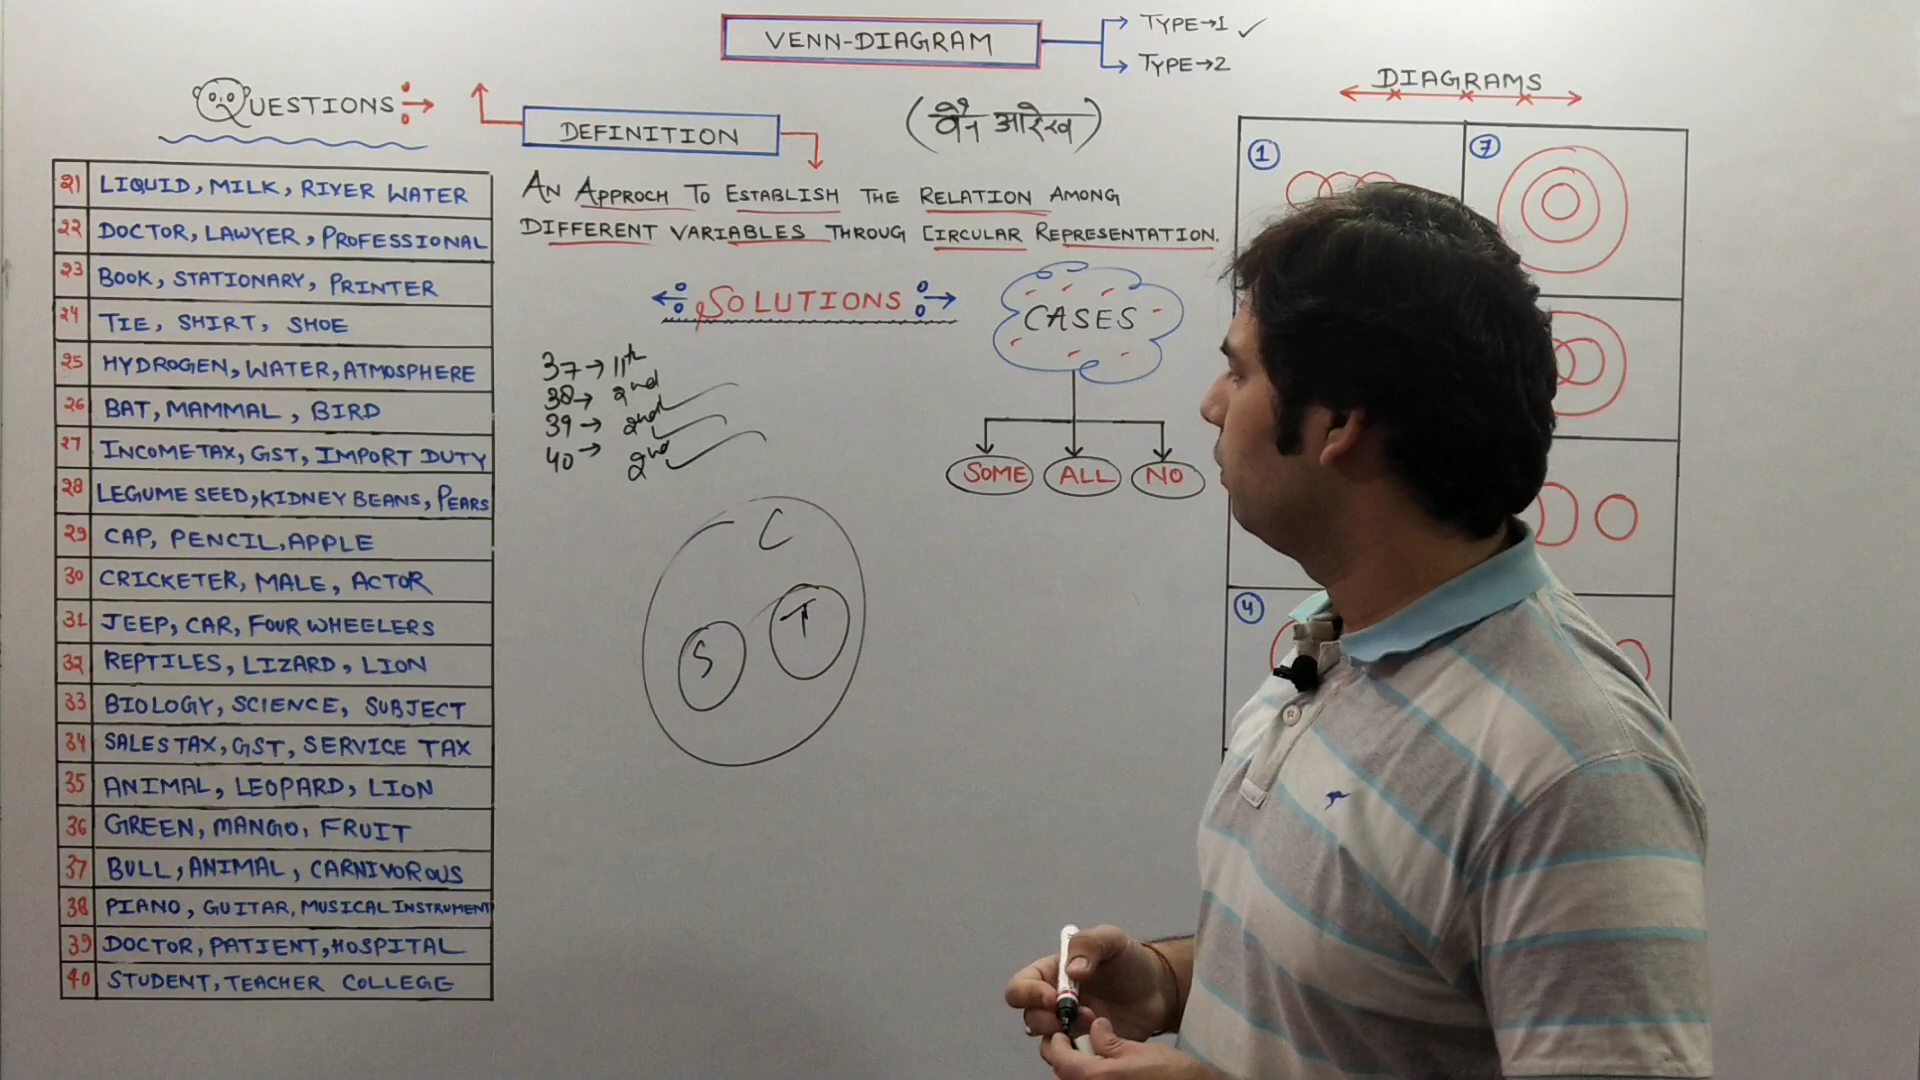 VENN-DIAGRAM
TYPE→1 ✓
TYPE→2
(वैन आरेख)
QUESTIONS
21 LIQUID, MILK, RIVER WATER
22 DOCTOR, LAWYER, PROFESSIONAL
23 BOOK, STATIONARY, PRINTER
24 TIE, SHIRT, SHOE
25 HYDROGEN, WATER, ATMOSPHERE
26 BAT, MAMMAL, BIRD
27 INCOME TAX, GST, IMPORT DUTY
28 LEGUME SEED, KIDNEY BEANS, PEARS
29 CAP, PENCIL, APPLE
30 CRICKETER, MALE, ACTOR
31 JEEP, CAR, FOUR WHEELERS
32 REPTILES, LIZARD, LION
33 BIOLOGY, SCIENCE, SUBJECT
34 SALES TAX, GST, SERVICE TAX
35 ANIMAL, LEOPARD, LION
36 GREEN, MANGO, FRUIT
37 BULL, ANIMAL, CARNIVOROUS
38 PIANO, GUITAR, MUSICAL INSTRUMENT
39 DOCTOR, PATIENT, HOSPITAL
40 STUDENT, TEACHER COLLEGE
DEFINITION
AN APPROCH TO ESTABLISH THE RELATION AMONG
DIFFERENT VARIABLES THROUG CIRCULAR REPRESENTATION.
SOLUTIONS
37→11th
38→2nd
39→2nd
40→2nd
C
S
T
CASES
SOME ALL NO
DIAGRAMS
1
7
4